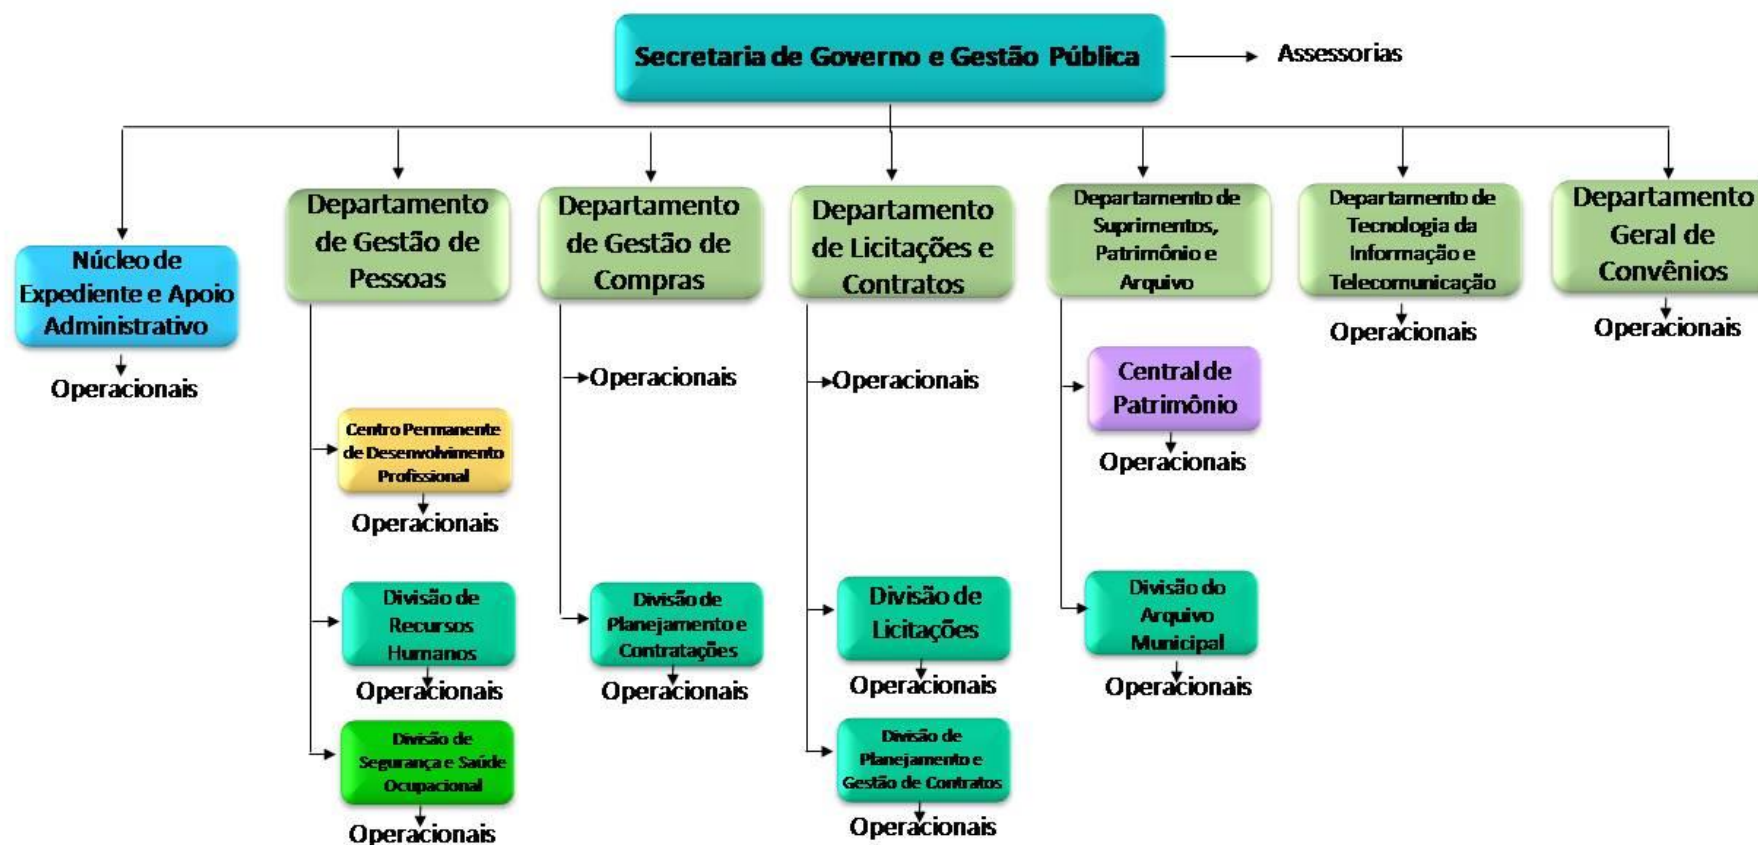 Secretaria de Governo e Gestão Pública
Assessorias
Núcleo de
Expediente e Apoio
Administrativo
Operacionais
Departamento
de Gestão de
Pessoas
Centro Permanente
de Desenvolvimento
Profissional
Operacionais
Divisão de
Recursos
Humanos
Operacionais
Divisão de
Segurança e Saúde
Ocupacional
Operacionais
Departamento
de Gestão de
Compras
Operacionais
Divisão de
Planejamento e
Contratações
Operacionais
Departamento
de Licitações e
Contratos
Operacionais
Divisão de
Licitações
Operacionais
Divisão de
Planejamento e
Gestão de Contratos
Operacionais
Departamento de
Suprimentos,
Patrimônio e
Arquivo
Central de
Patrimônio
Operacionais
Divisão do
Arquivo
Municipal
Operacionais
Departamento de
Tecnologia da
Informação e
Telecomunicação
Operacionais
Departamento
Geral de
Convênios
Operacionais